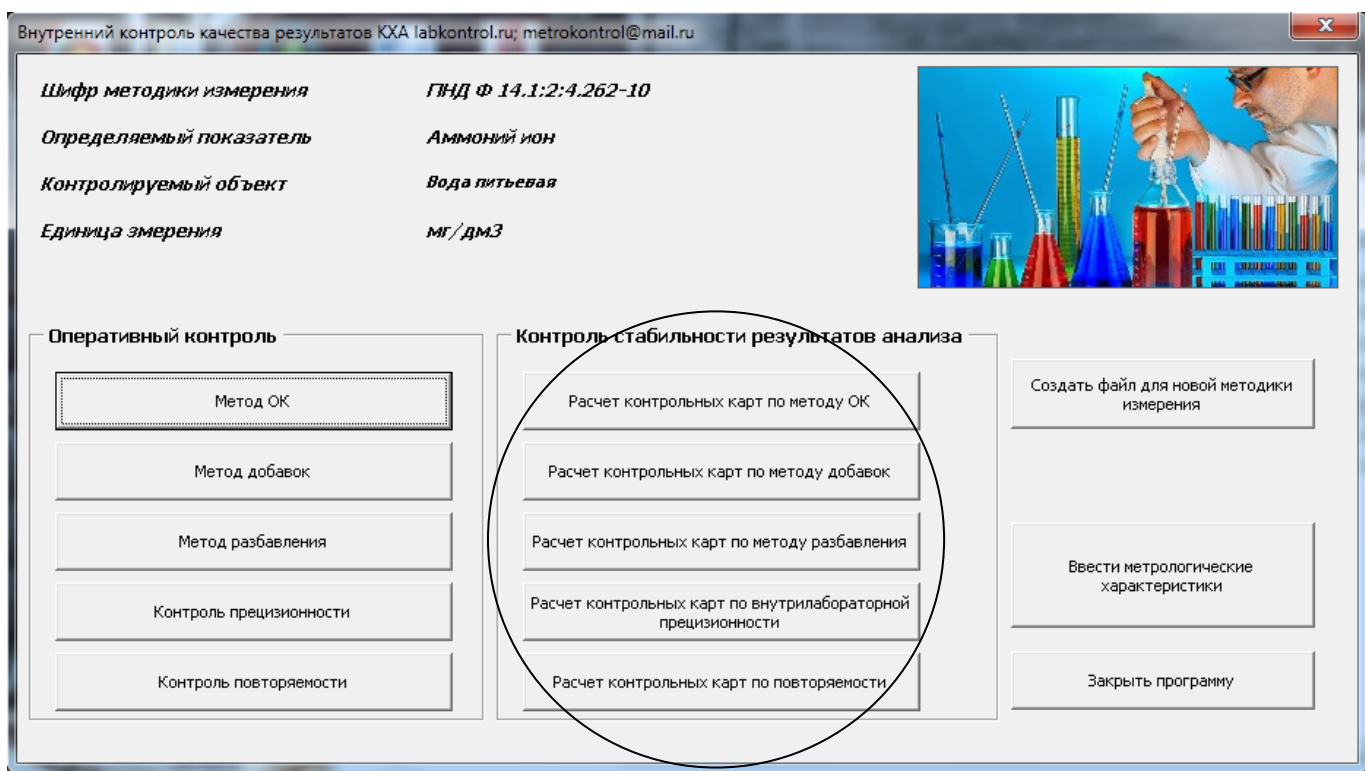 Внутренний контроль качества результатов КХА labkontrol.ru; metrokontrol@mail.ru
Шифр методики измерения ПНД Ф 14.1:2:4.262-10
Определяемый показатель Аммоний ион
Контролируемый объект Вода питьевая
Единица змерения мг/дм3
Оперативный контроль
Метод ОК
Метод добавок
Метод разбавления
Контроль прецизионности
Контроль повторяемости
Контроль стабильности результатов анализа
Расчет контрольных карт по методу ОК
Расчет контрольных карт по методу добавок
Расчет контрольных карт по методу разбавления
Расчет контрольных карт по внутрилабораторной
прецизионности
Расчет контрольных карт по повторяемости
Создать файл для новой методики
измерения
Ввести метрологические
характеристики
Закрыть программу